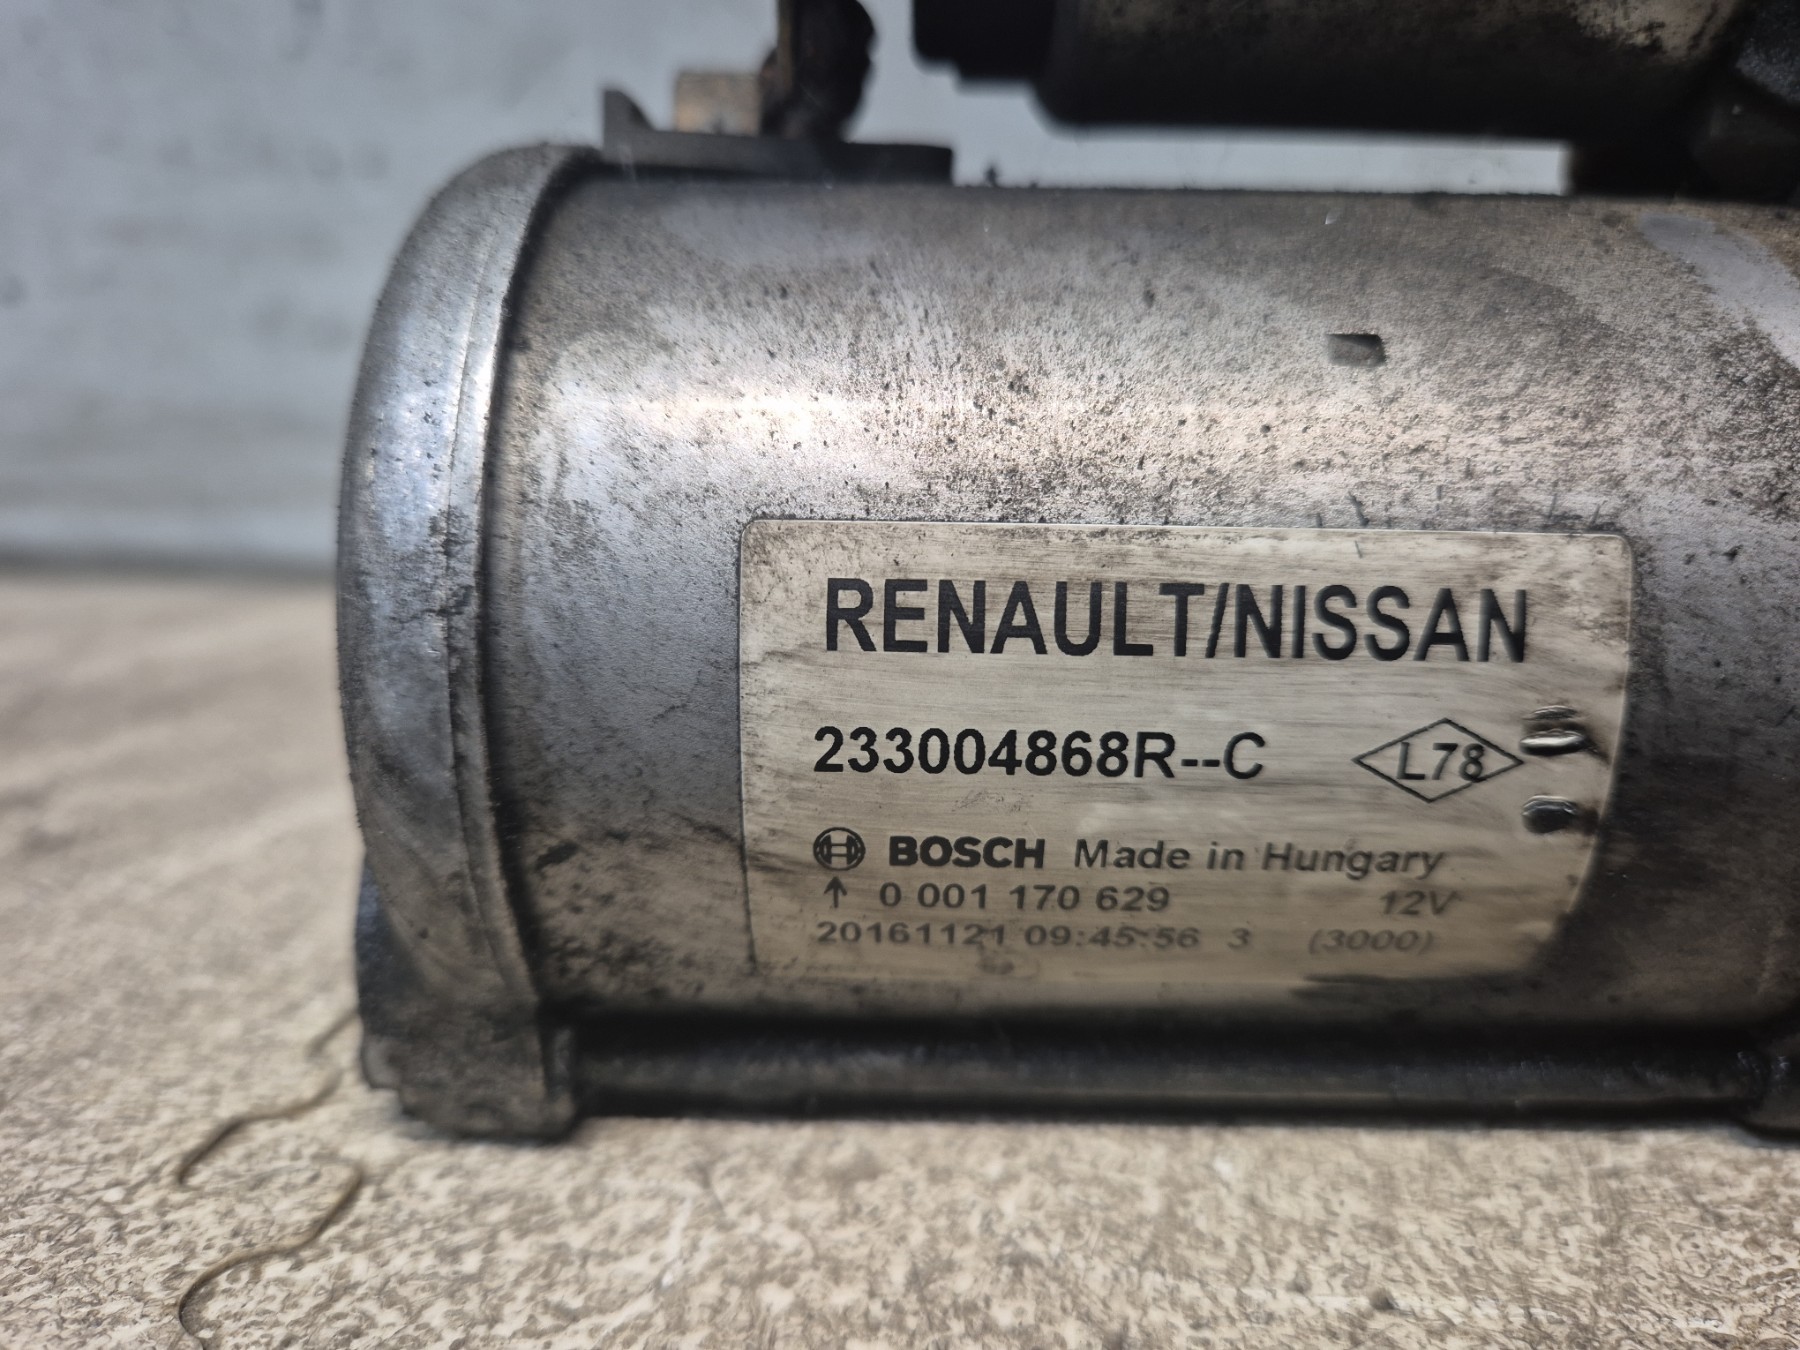 RENAULT/NISSAN
233004868R--C L78
BOSCH Made in Hungary
↑ 0 001 170 629 12V
20161121 09:45:56 3 (3000)